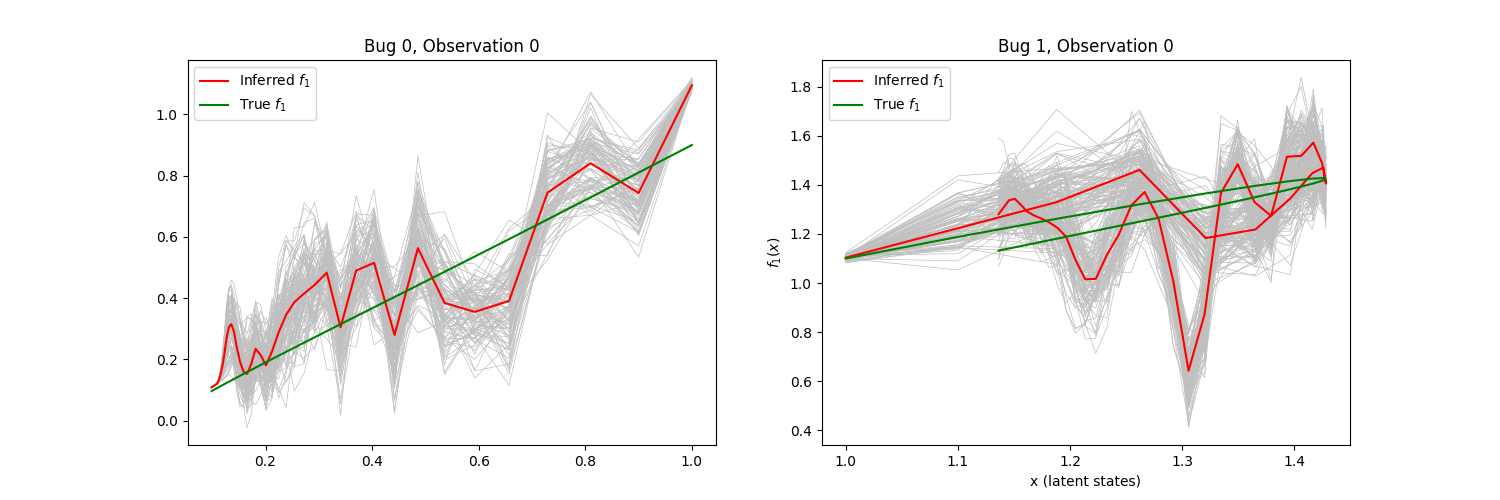 Bug 0, Observation 0
Inferred f₁
True f₁
1.0
0.8
0.6
0.4
0.2
0.0
0.2 0.4 0.6 0.8 1.0
Bug 1, Observation 0
Inferred f₁
True f₁
f₁(x)
1.8
1.6
1.4
1.2
1.0
0.8
0.6
0.4
1.0 1.1 1.2 1.3 1.4
x (latent states)